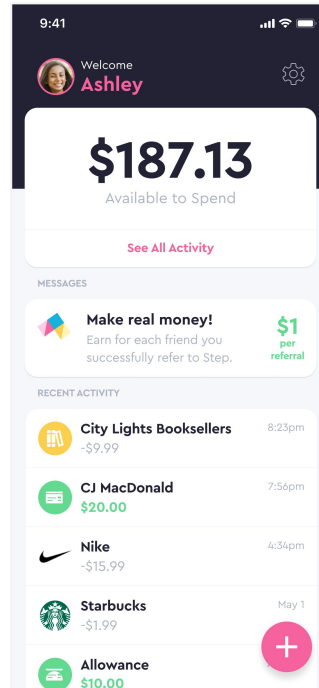 9:41
Welcome
Ashley
$187.13
Available to Spend
See All Activity
MESSAGES
Make real money!
Earn for each friend you
successfully refer to Step.
$1
per
referral
RECENT ACTIVITY
City Lights Booksellers
8:23pm
-$9.99
CJ MacDonald
7:56pm
$20.00
Nike
4:34pm
-$15.99
Starbucks
May 1
-$1.99
Allowance
$10.00